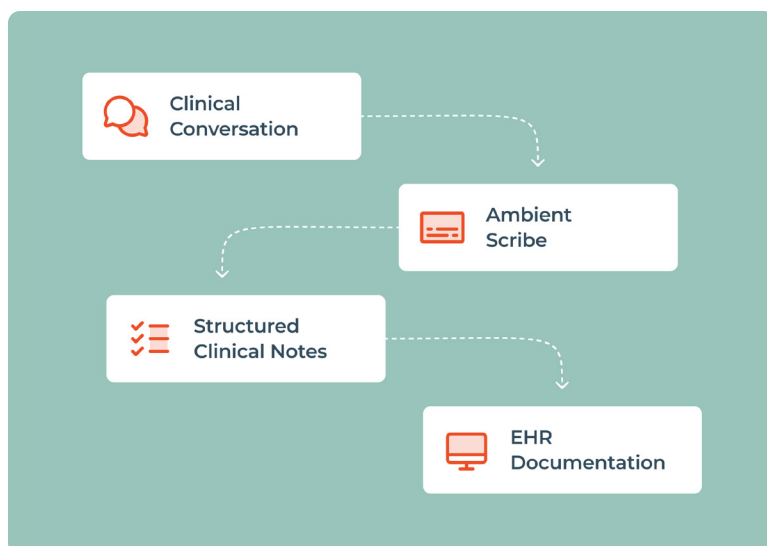 Clinical
Conversation
Ambient
Scribe
Structured
Clinical Notes
EHR
Documentation